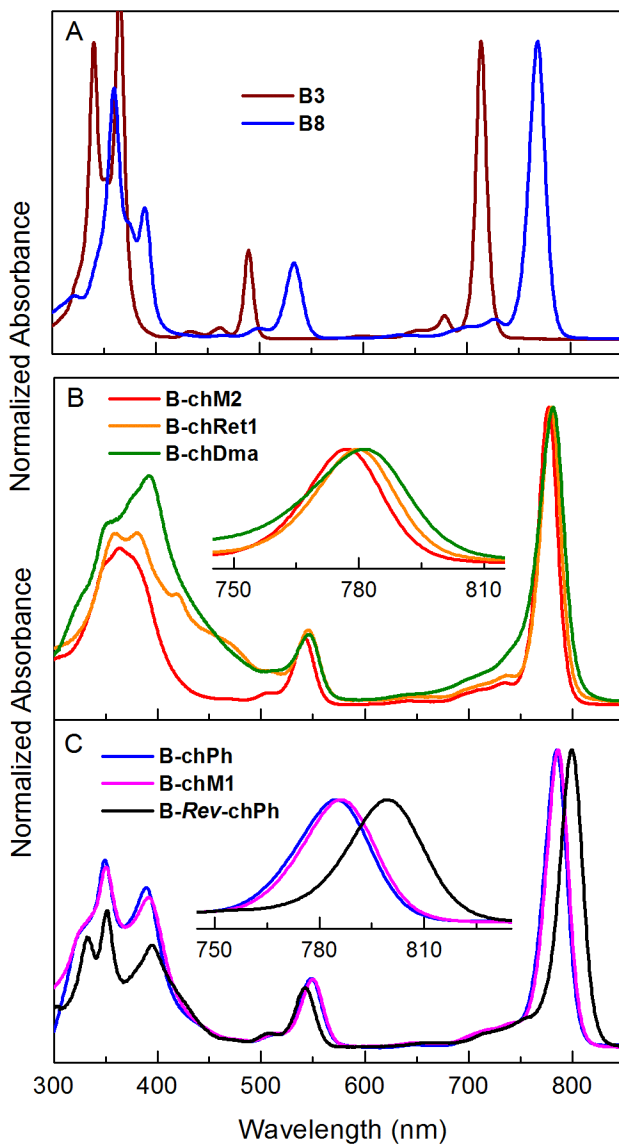 A
B3
B8
Normalized Absorbance
B
B-chM2
B-chRet1
B-chDma
750 780 810
Normalized Absorbance
C
B-chPh
B-chM1
B-Rev-chPh
750 780 810
300 400 500 600 700 800
Wavelength (nm)